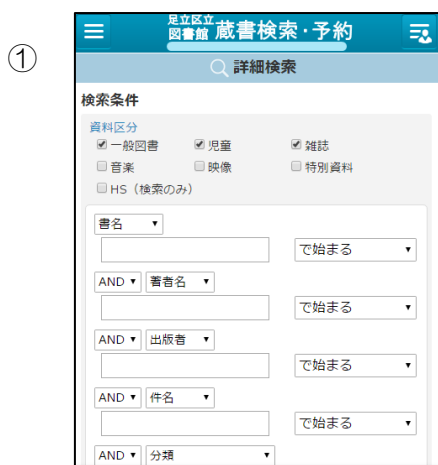 ①
足立区立
図書館 蔵書検索・予約
詳細検索
検索条件
資料区分
一般図書 児童 雑誌
音楽 映像 特別資料
HS（検索のみ）
書名
で始まる
AND 著者名
で始まる
AND 出版者
で始まる
AND 件名
で始まる
AND 分類